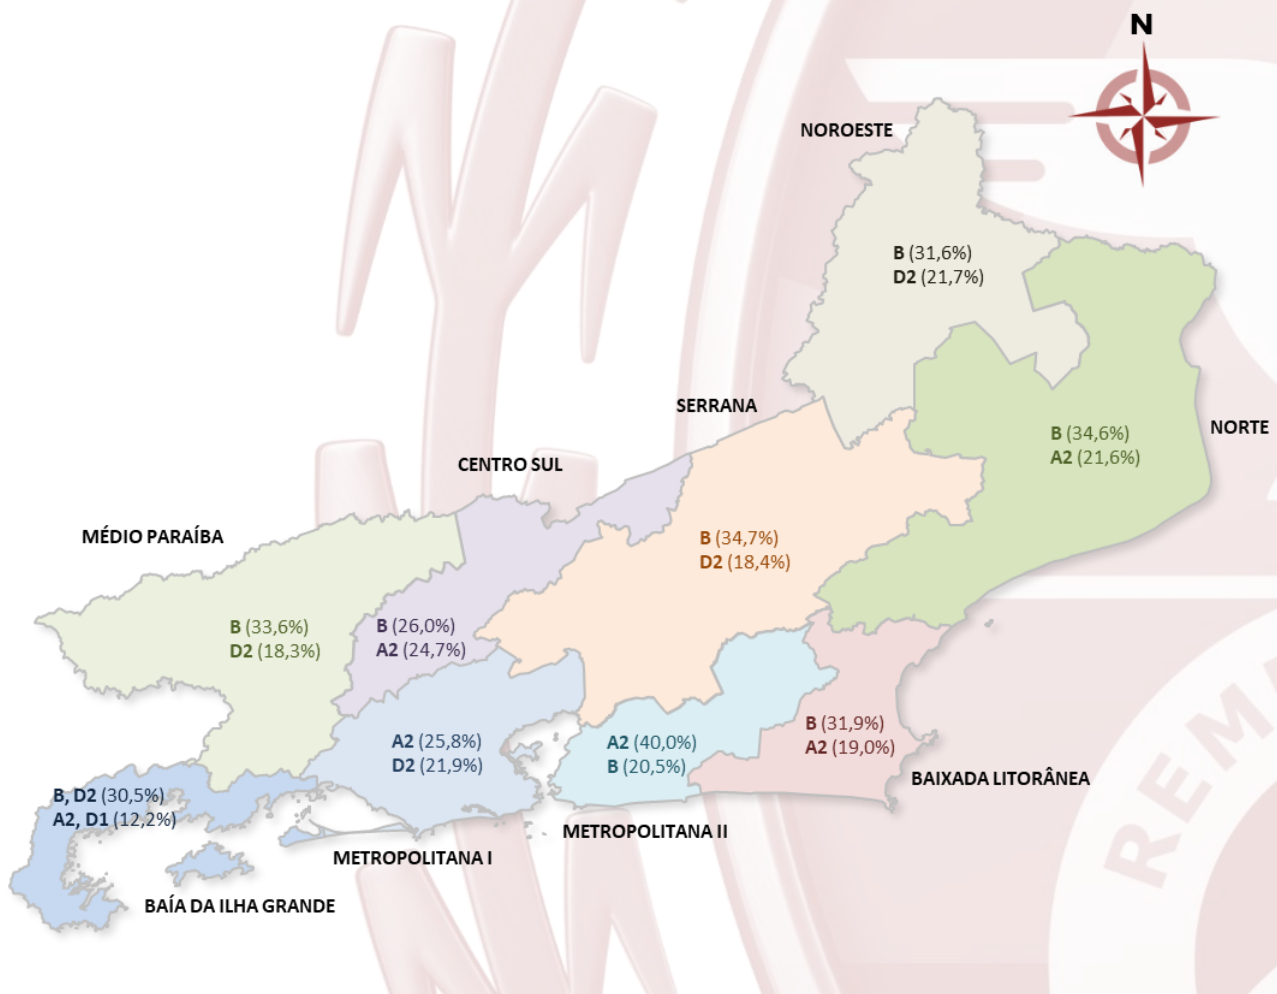 N
NOROESTE
B (31,6%)
D2 (21,7%)
SERRANA
NORTE
B (34,6%)
A2 (21,6%)
CENTRO SUL
MÉDIO PARAÍBA
B (34,7%)
D2 (18,4%)
B (33,6%)
D2 (18,3%)
B (26,0%)
A2 (24,7%)
B (31,9%)
A2 (19,0%)
A2 (25,8%)
D2 (21,9%)
A2 (40,0%)
B (20,5%)
BAIXADA LITORÂNEA
B, D2 (30,5%)
A2, D1 (12,2%)
METROPOLITANA II
METROPOLITANA I
BAÍA DA ILHA GRANDE